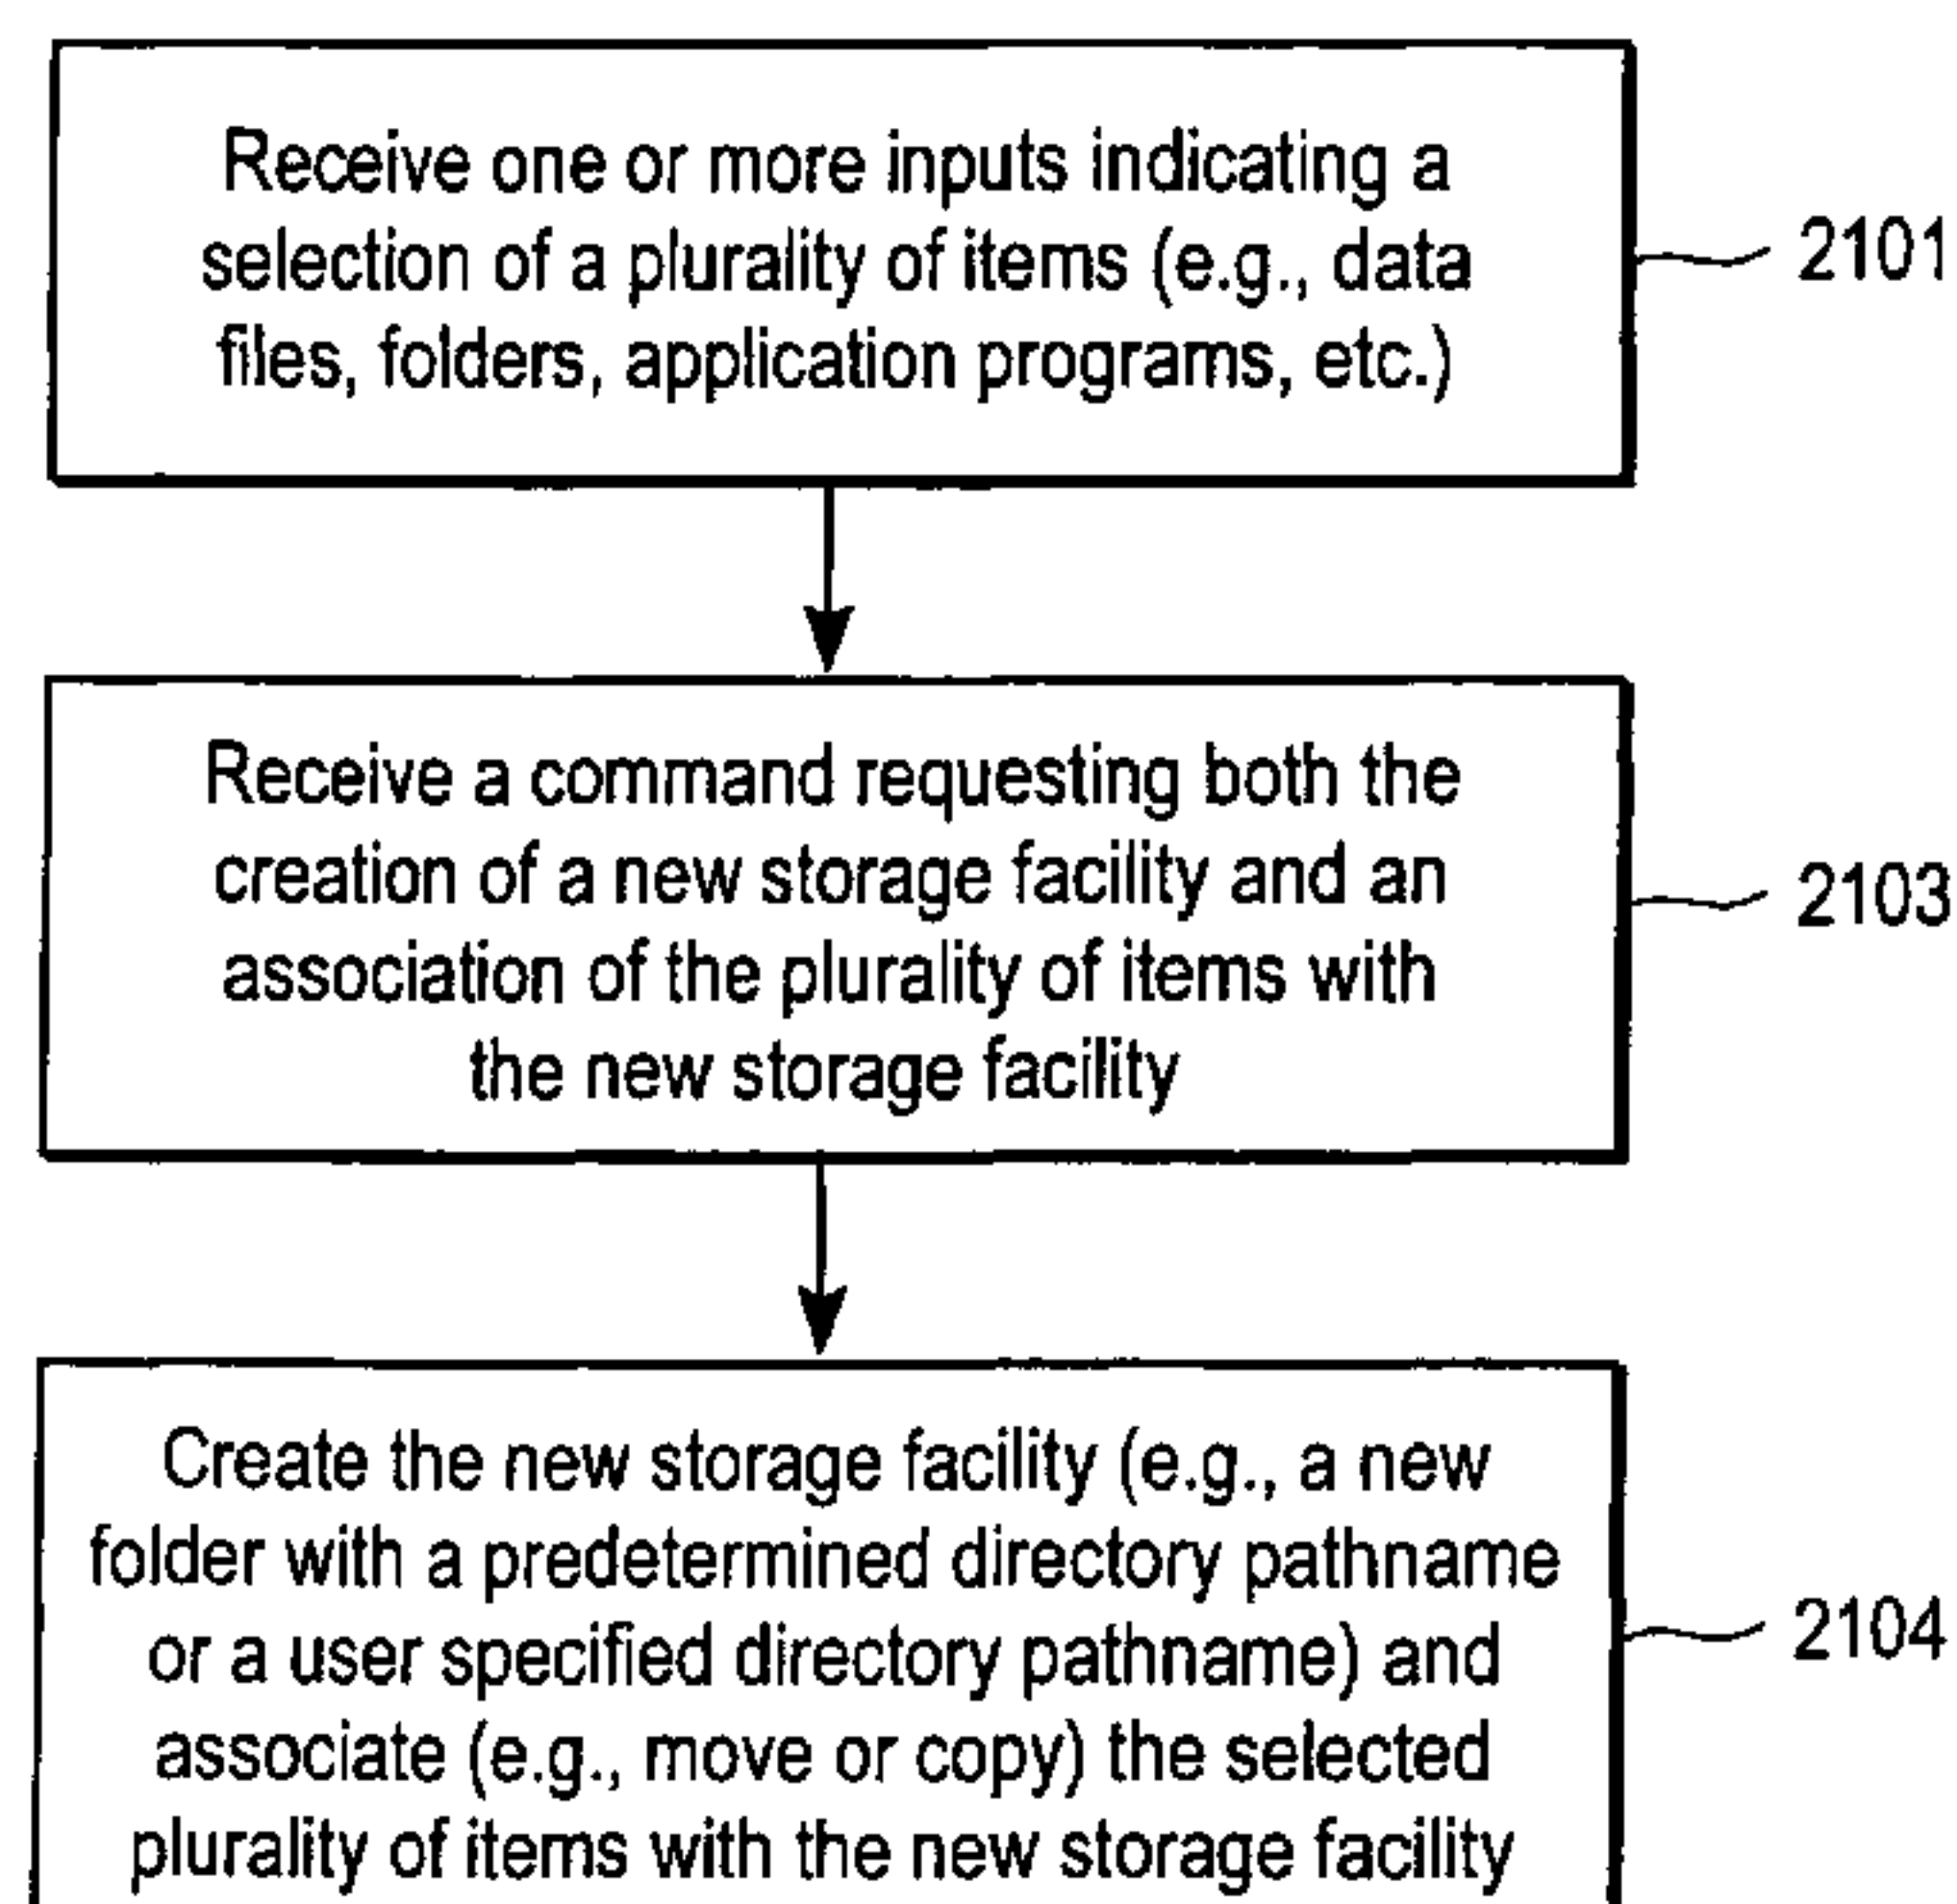 Receive one or more inputs indicating a
selection of a plurality of items (e.g., data
files, folders, application programs, etc.)
2101
Receive a command requesting both the
creation of a new storage facility and an
association of the plurality of items with
the new storage facility
2103
Create the new storage facility (e.g., a new
folder with a predetermined directory pathname
or a user specified directory pathname) and
associate (e.g., move or copy) the selected
plurality of items with the new storage facility
2104